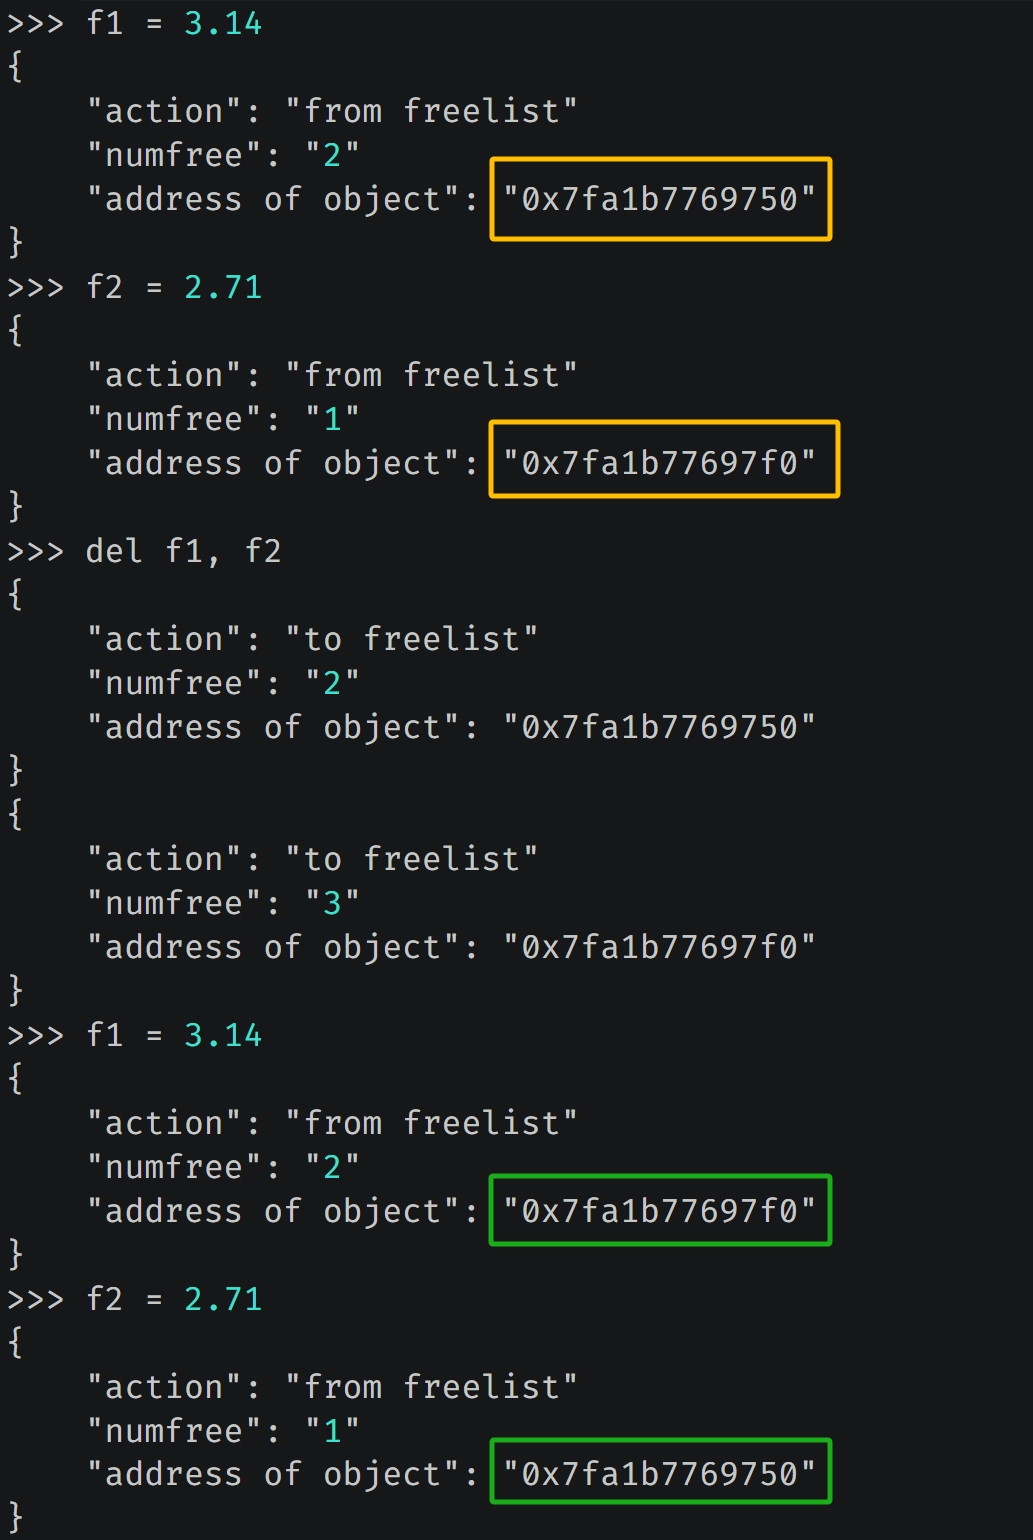 >>> f1 = 3.14
{
    "action": "from freelist"
    "numfree": "2"
    "address of object": "0x7fa1b7769750"
}
>>> f2 = 2.71
{
    "action": "from freelist"
    "numfree": "1"
    "address of object": "0x7fa1b77697f0"
}
>>> del f1, f2
{
    "action": "to freelist"
    "numfree": "2"
    "address of object": "0x7fa1b7769750"
}
{
    "action": "to freelist"
    "numfree": "3"
    "address of object": "0x7fa1b77697f0"
}
>>> f1 = 3.14
{
    "action": "from freelist"
    "numfree": "2"
    "address of object": "0x7fa1b77697f0"
}
>>> f2 = 2.71
{
    "action": "from freelist"
    "numfree": "1"
    "address of object": "0x7fa1b7769750"
}